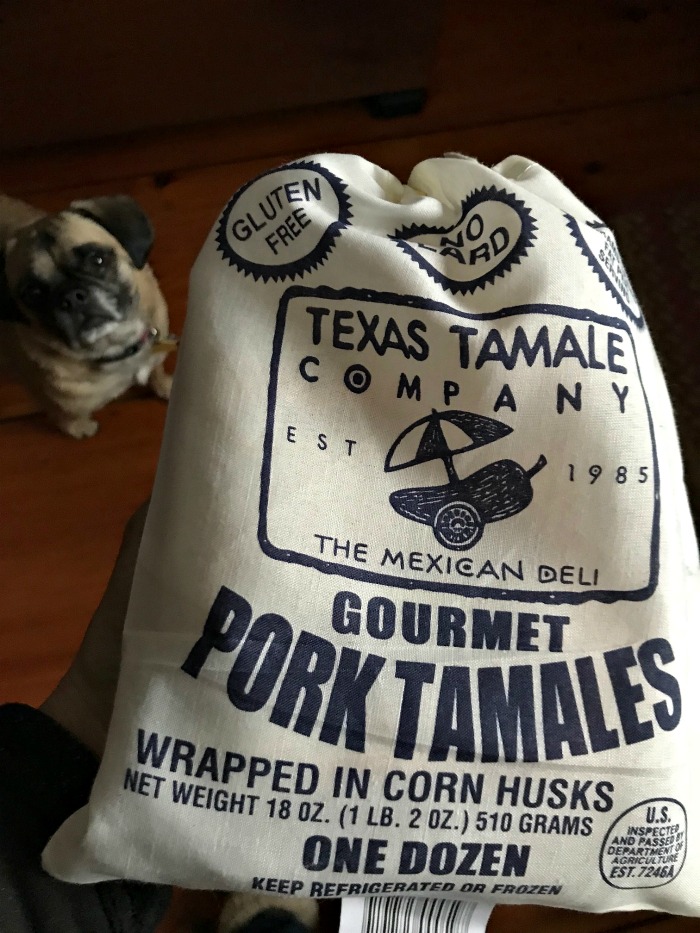 GLUTEN
FREE
NO
LARD
TEXAS TAMALE
COMPANY
EST 1985
THE MEXICAN DELI
GOURMET
PORK TAMALES
WRAPPED IN CORN HUSKS
NET WEIGHT 18 OZ. (1 LB. 2 OZ.) 510 GRAMS
ONE DOZEN
KEEP REFRIGERATED OR FROZEN
U.S.
INSPECTED
AND PASSED BY
DEPARTMENT OF
AGRICULTURE
EST. 7246A